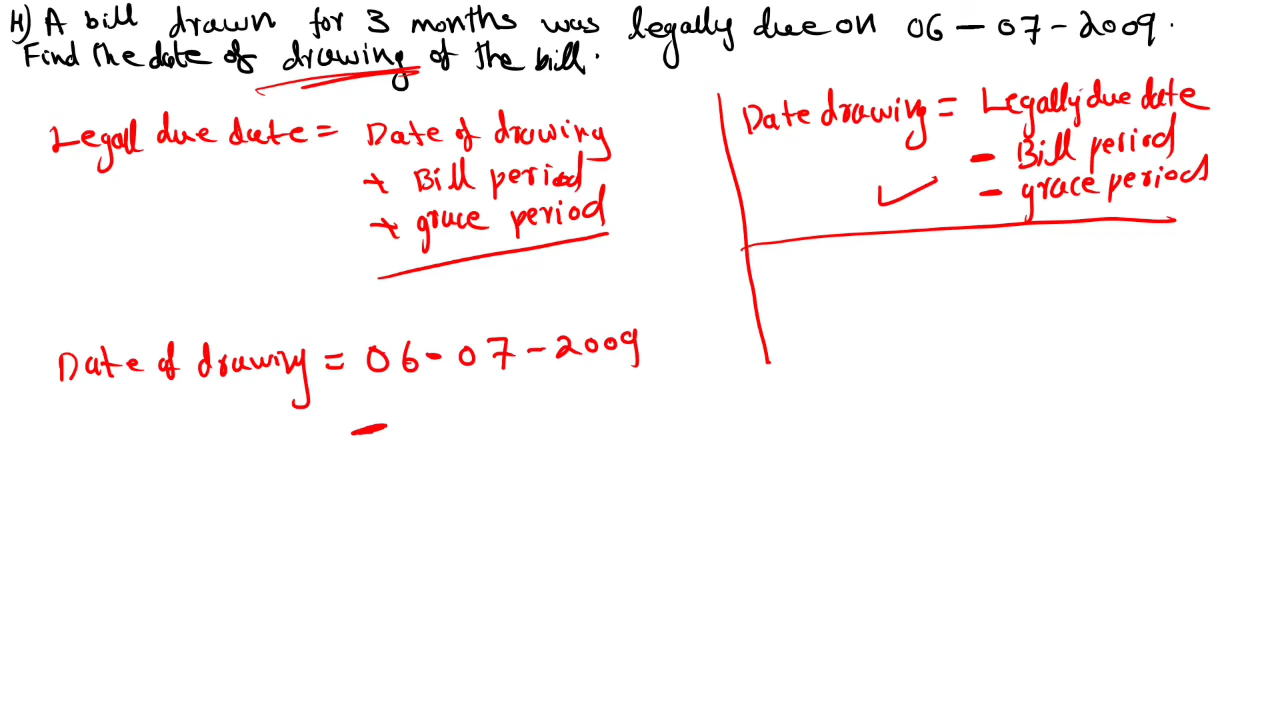 H) A bill drawn for 3 months was legally due on 06 - 07 - 2009.
Find the date of drawing of the bill.
Legall due date = Date of drawing
+ Bill period
+ grace period
Date drawing = Legally due date
- Bill period
- grace period
Date of drawing = 06 - 07 - 2009
-